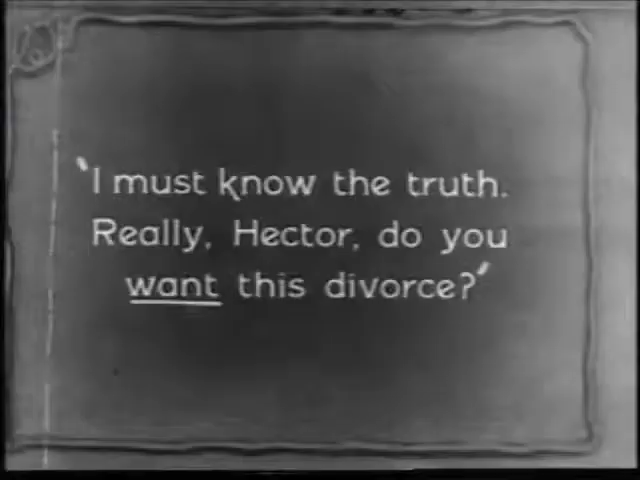 'I must know the truth.
Really, Hector, do you
want this divorce?'